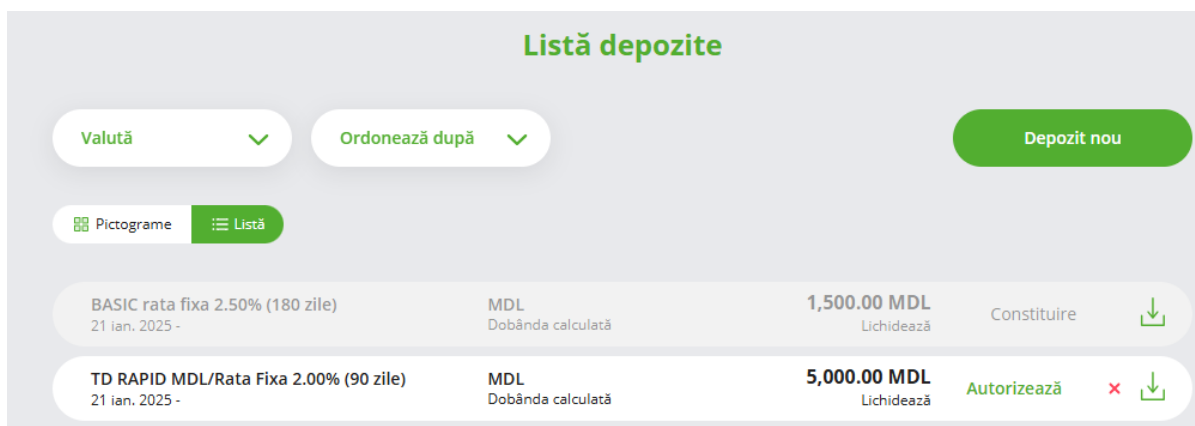 Listă depozite
Valută
Ordonează după
Depozit nou
Pictograme
Listă
BASIC rata fixa 2.50% (180 zile) MDL 1,500.00 MDL Constituire
21 ian. 2025 - Dobânda calculată Lichidează
TD RAPID MDL/Rata Fixa 2.00% (90 zile) MDL 5,000.00 MDL Autorizează
21 ian. 2025 - Dobânda calculată Lichidează